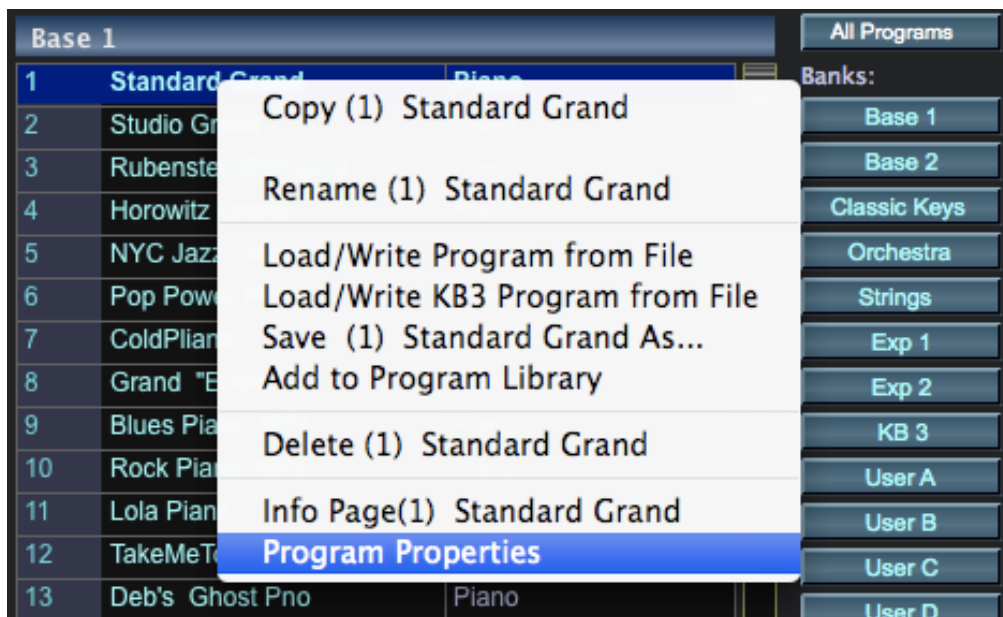 Base 1
All Programs
Banks:
1 Standard Grand Piano
2 Studio Gr
3 Rubenste
4 Horowitz
5 NYC Jazz
6 Pop Pow
7 ColdPlian
8 Grand "E
9 Blues Pia
10 Rock Pia
11 Lola Pian
12 TakeMeT
13 Deb's Ghost Pno Piano
Copy (1) Standard Grand
Rename (1) Standard Grand
Load/Write Program from File
Load/Write KB3 Program from File
Save (1) Standard Grand As...
Add to Program Library
Delete (1) Standard Grand
Info Page(1) Standard Grand
Program Properties
Base 1
Base 2
Classic Keys
Orchestra
Strings
Exp 1
Exp 2
KB 3
User A
User B
User C
User D